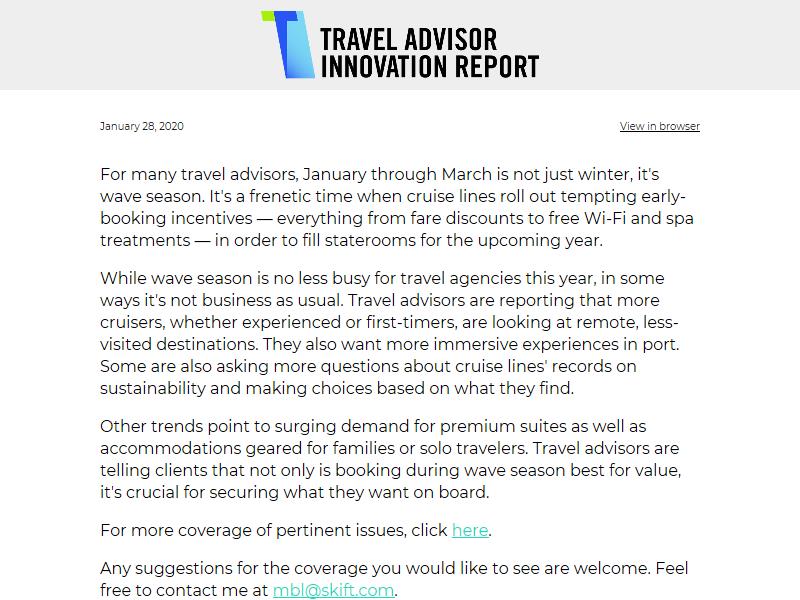 TRAVEL ADVISOR
INNOVATION REPORT
January 28, 2020
View in browser
For many travel advisors, January through March is not just winter, it's
wave season. It's a frenetic time when cruise lines roll out tempting early-
booking incentives — everything from fare discounts to free Wi-Fi and spa
treatments — in order to fill staterooms for the upcoming year.
While wave season is no less busy for travel agencies this year, in some
ways it's not business as usual. Travel advisors are reporting that more
cruisers, whether experienced or first-timers, are looking at remote, less-
visited destinations. They also want more immersive experiences in port.
Some are also asking more questions about cruise lines' records on
sustainability and making choices based on what they find.
Other trends point to surging demand for premium suites as well as
accommodations geared for families or solo travelers. Travel advisors are
telling clients that not only is booking during wave season best for value,
it's crucial for securing what they want on board.
For more coverage of pertinent issues, click here.
Any suggestions for the coverage you would like to see are welcome. Feel
free to contact me at mbl@skift.com.